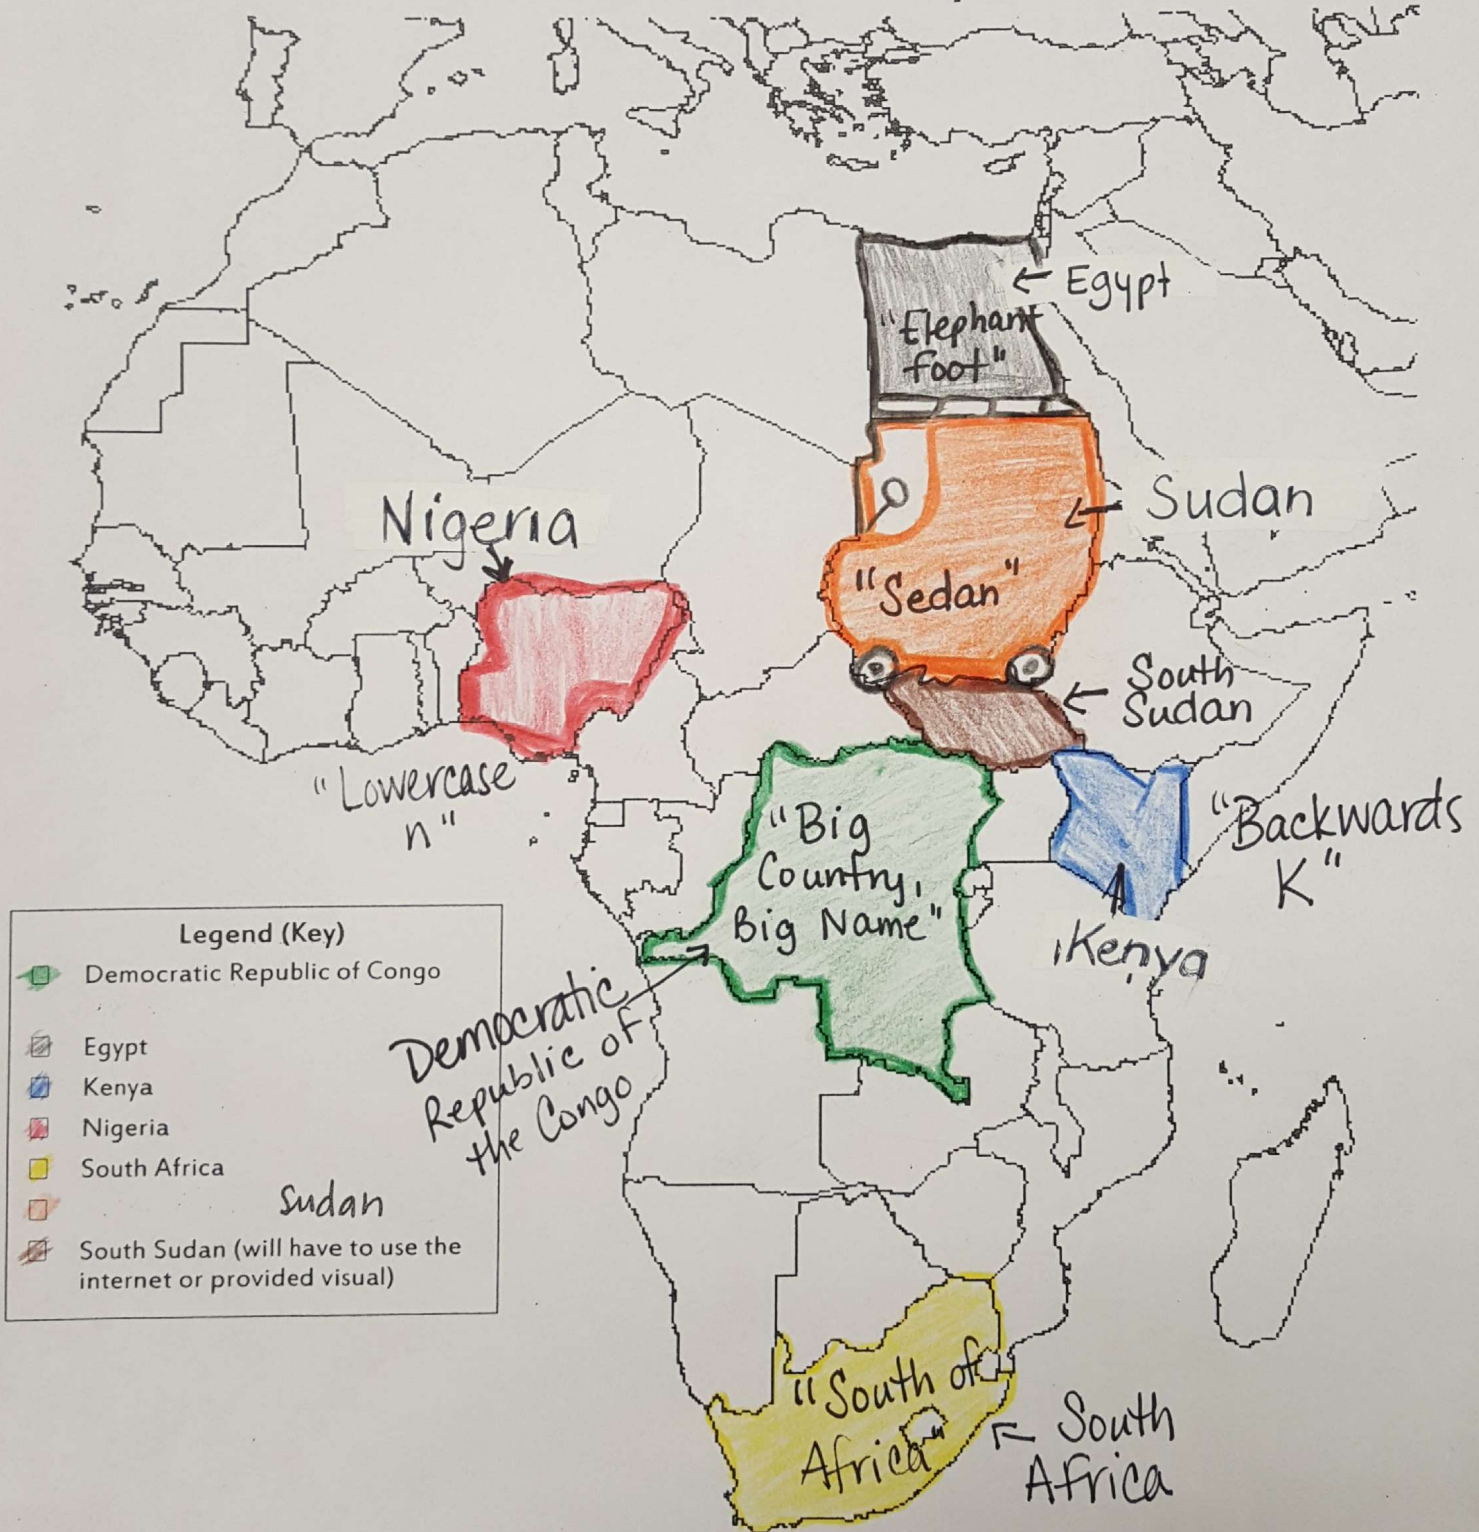 ← Egypt
"Elephant
foot"
Nigeria
← Sudan
"Sedan"
← South
Sudan
"Lowercase
n"
"Big
Country,
Big Name"
"Backwards
K"
Kenya
Democratic
Republic of
the Congo
Legend (Key)
Democratic Republic of Congo
Egypt
Kenya
Nigeria
South Africa
Sudan
South Sudan (will have to use the
internet or provided visual)
"South of
Africa"
← South
Africa